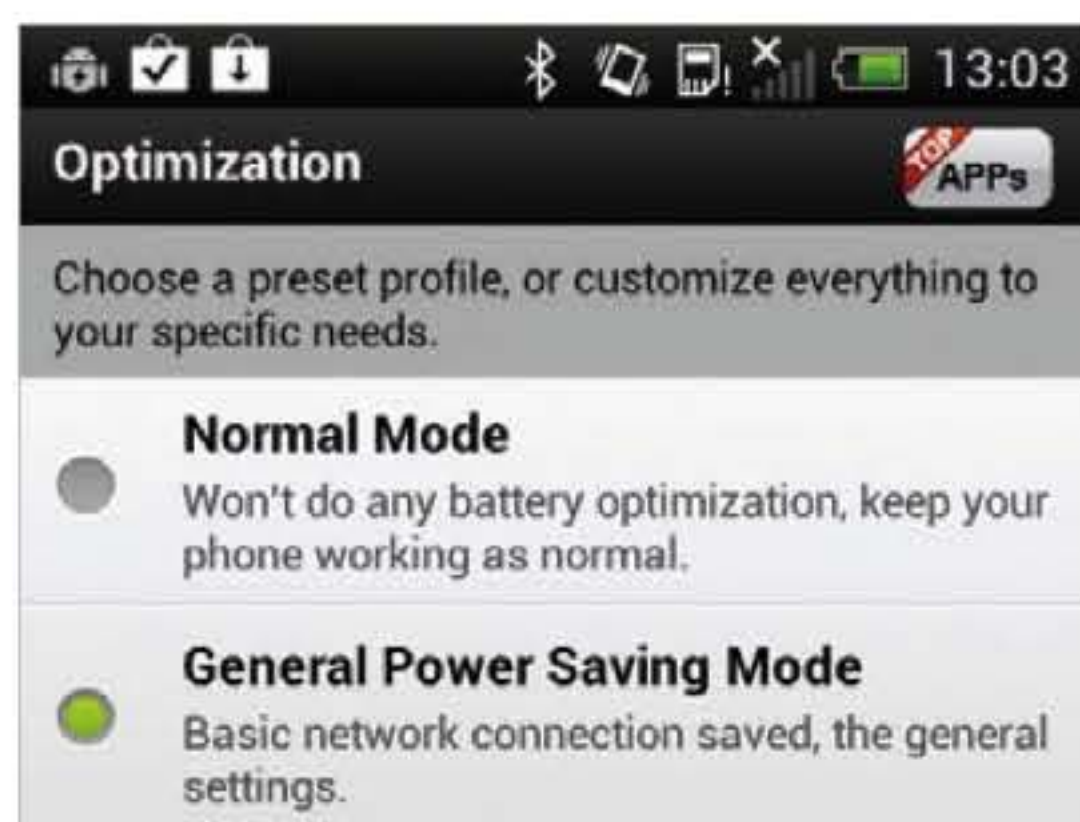 13:03
Optimization
TOP
APPs
Choose a preset profile, or customize everything to
your specific needs.
Normal Mode
Won't do any battery optimization, keep your
phone working as normal.
General Power Saving Mode
Basic network connection saved, the general
settings.